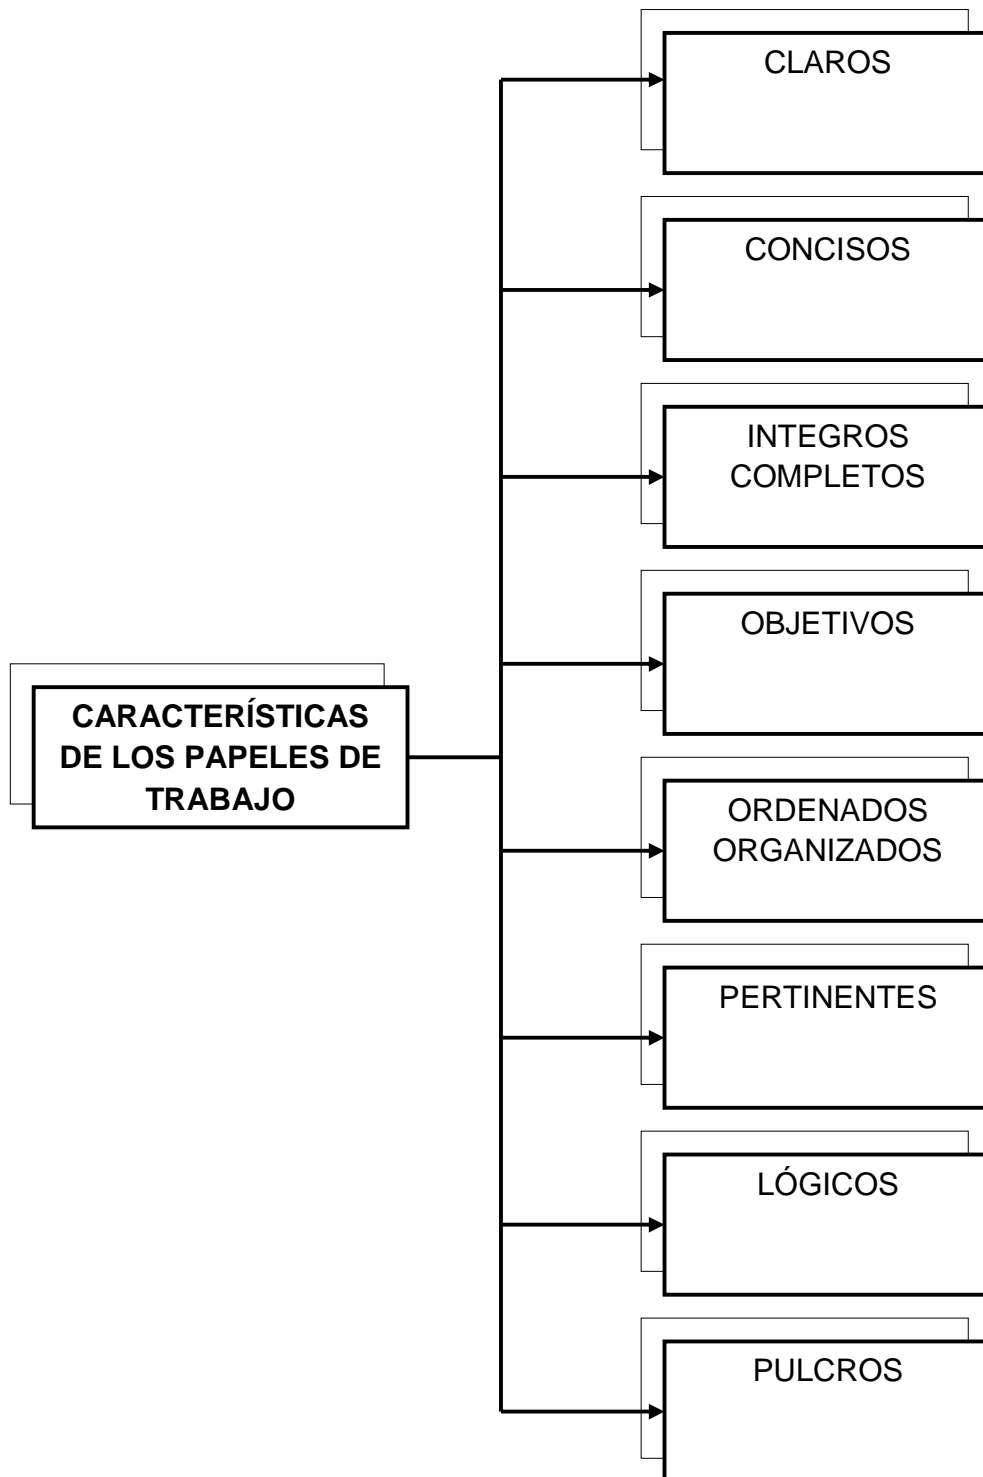 CLAROS
CONCISOS
INTEGROS
COMPLETOS
OBJETIVOS
CARACTERÍSTICAS
DE LOS PAPELES DE
TRABAJO
ORDENADOS
ORGANIZADOS
PERTINENTES
LÓGICOS
PULCROS